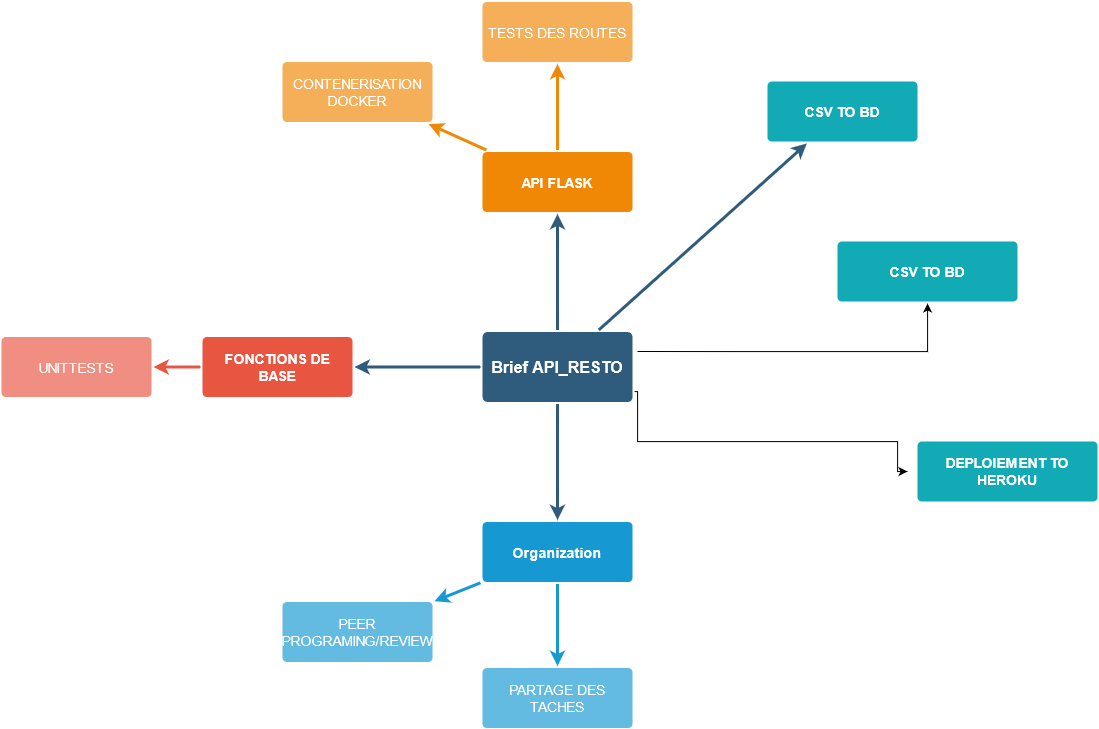 TESTS DES ROUTES
CONTENERISATION
DOCKER
CSV TO BD
API FLASK
CSV TO BD
UNITTESTS
FONCTIONS DE
BASE
Brief API_RESTO
DEPLOIEMENT TO
HEROKU
Organization
PEER
PROGRAMING/REVIEW
PARTAGE DES
TACHES